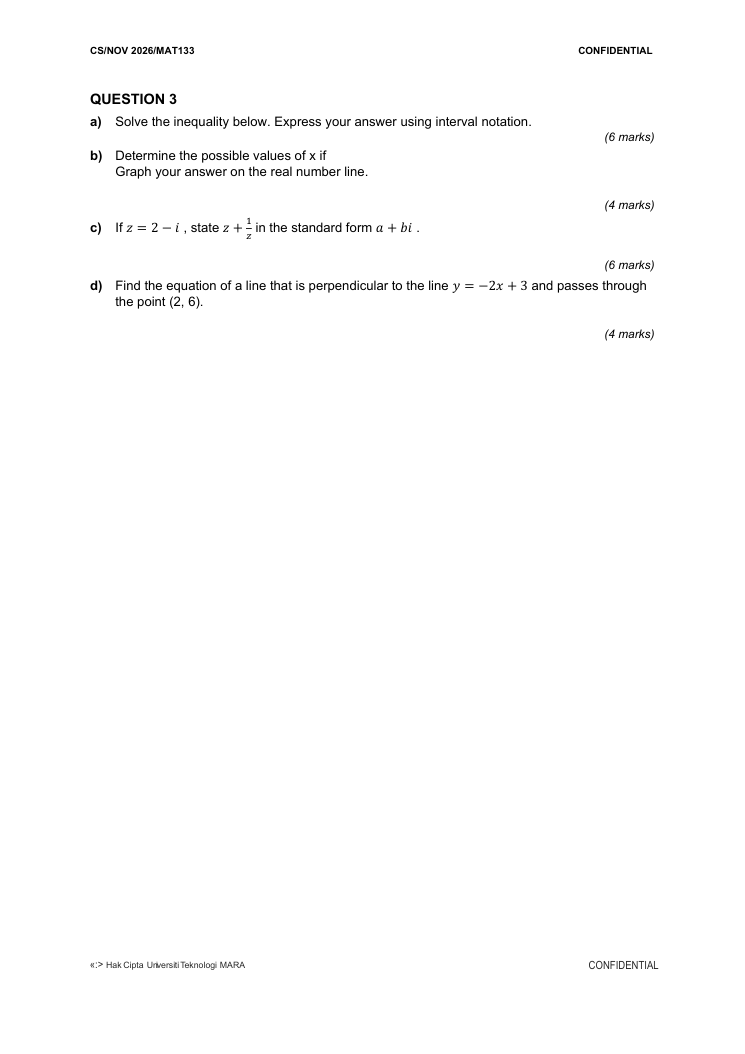 CS/NOV 2026/MAT133 CONFIDENTIAL
QUESTION 3
a) Solve the inequality below. Express your answer using interval notation.
(6 marks)
b) Determine the possible values of x if
Graph your answer on the real number line.
(4 marks)
c) If z = 2 − i , state z + 1/z in the standard form a + bi .
(6 marks)
d) Find the equation of a line that is perpendicular to the line y = −2x + 3 and passes through
the point (2, 6).
(4 marks)
«:> Hak Cipta Universiti Teknologi MARA CONFIDENTIAL